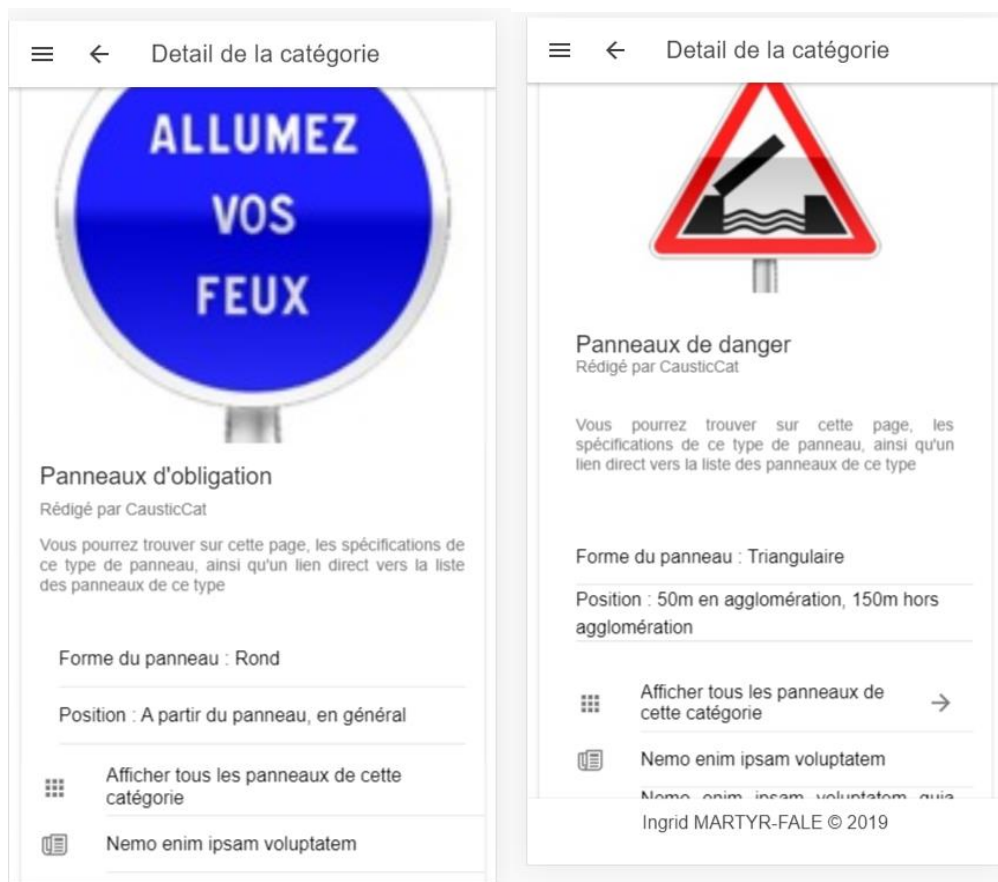 Detail de la catégorie
ALLUMEZ
VOS
FEUX
Panneaux d'obligation
Rédigé par CausticCat
Vous pourrez trouver sur cette page, les spécifications de
ce type de panneau, ainsi qu'un lien direct vers la liste
des panneaux de ce type
Forme du panneau : Rond
Position : A partir du panneau, en général
Afficher tous les panneaux de cette
catégorie
Nemo enim ipsam voluptatem
Detail de la catégorie
Panneaux de danger
Rédigé par CausticCat
Vous pourrez trouver sur cette page, les
spécifications de ce type de panneau, ainsi qu'un
lien direct vers la liste des panneaux de ce type
Forme du panneau : Triangulaire
Position : 50m en agglomération, 150m hors
agglomération
Afficher tous les panneaux de
cette catégorie
Nemo enim ipsam voluptatem
Nemo enim ipsam voluptatem quia
Ingrid MARTYR-FALE © 2019